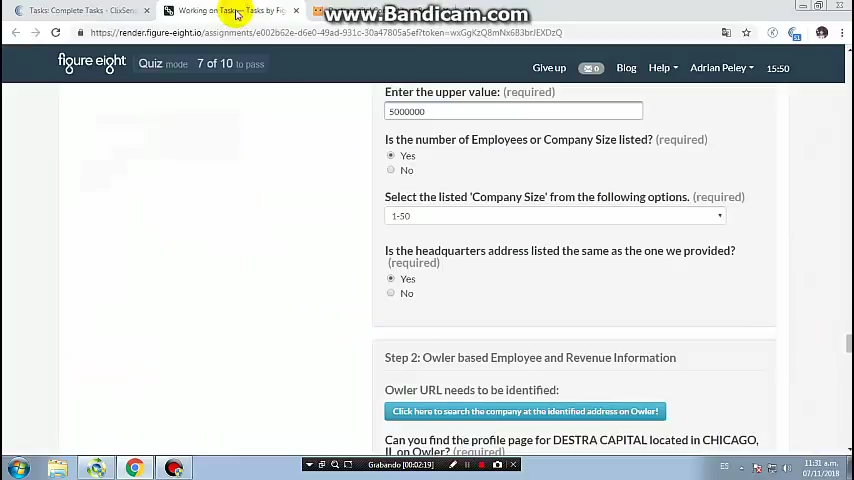 www.Bandicam.com
Tasks: Complete Tasks - ClixSens
Working on Task
Tasks by Fig
https://render.figure-eight.io/assignments/e002b62e-d6e0-49ad-931c-30a47805a5ef?token=wxGgKzQ8mNx6B3brJEXDzQ
figure eight
Quiz mode
7 of 10 to pass
Give up
0
Blog
Help
Adrian Peley
15:50
Enter the upper value: (required)
5000000
Is the number of Employees or Company Size listed? (required)
Yes
No
Select the listed 'Company Size' from the following options. (required)
1-50
Is the headquarters address listed the same as the one we provided?
(required)
Yes
No
Step 2: Owler based Employee and Revenue Information
Owler URL needs to be identified:
Click here to search the company at the identified address on Owler!
Can you find the profile page for DESTRA CAPITAL located in CHICAGO,
IL on Owler? (required)
Grabando [00:02:19]
ES
11:31 a.m.
07/11/2018